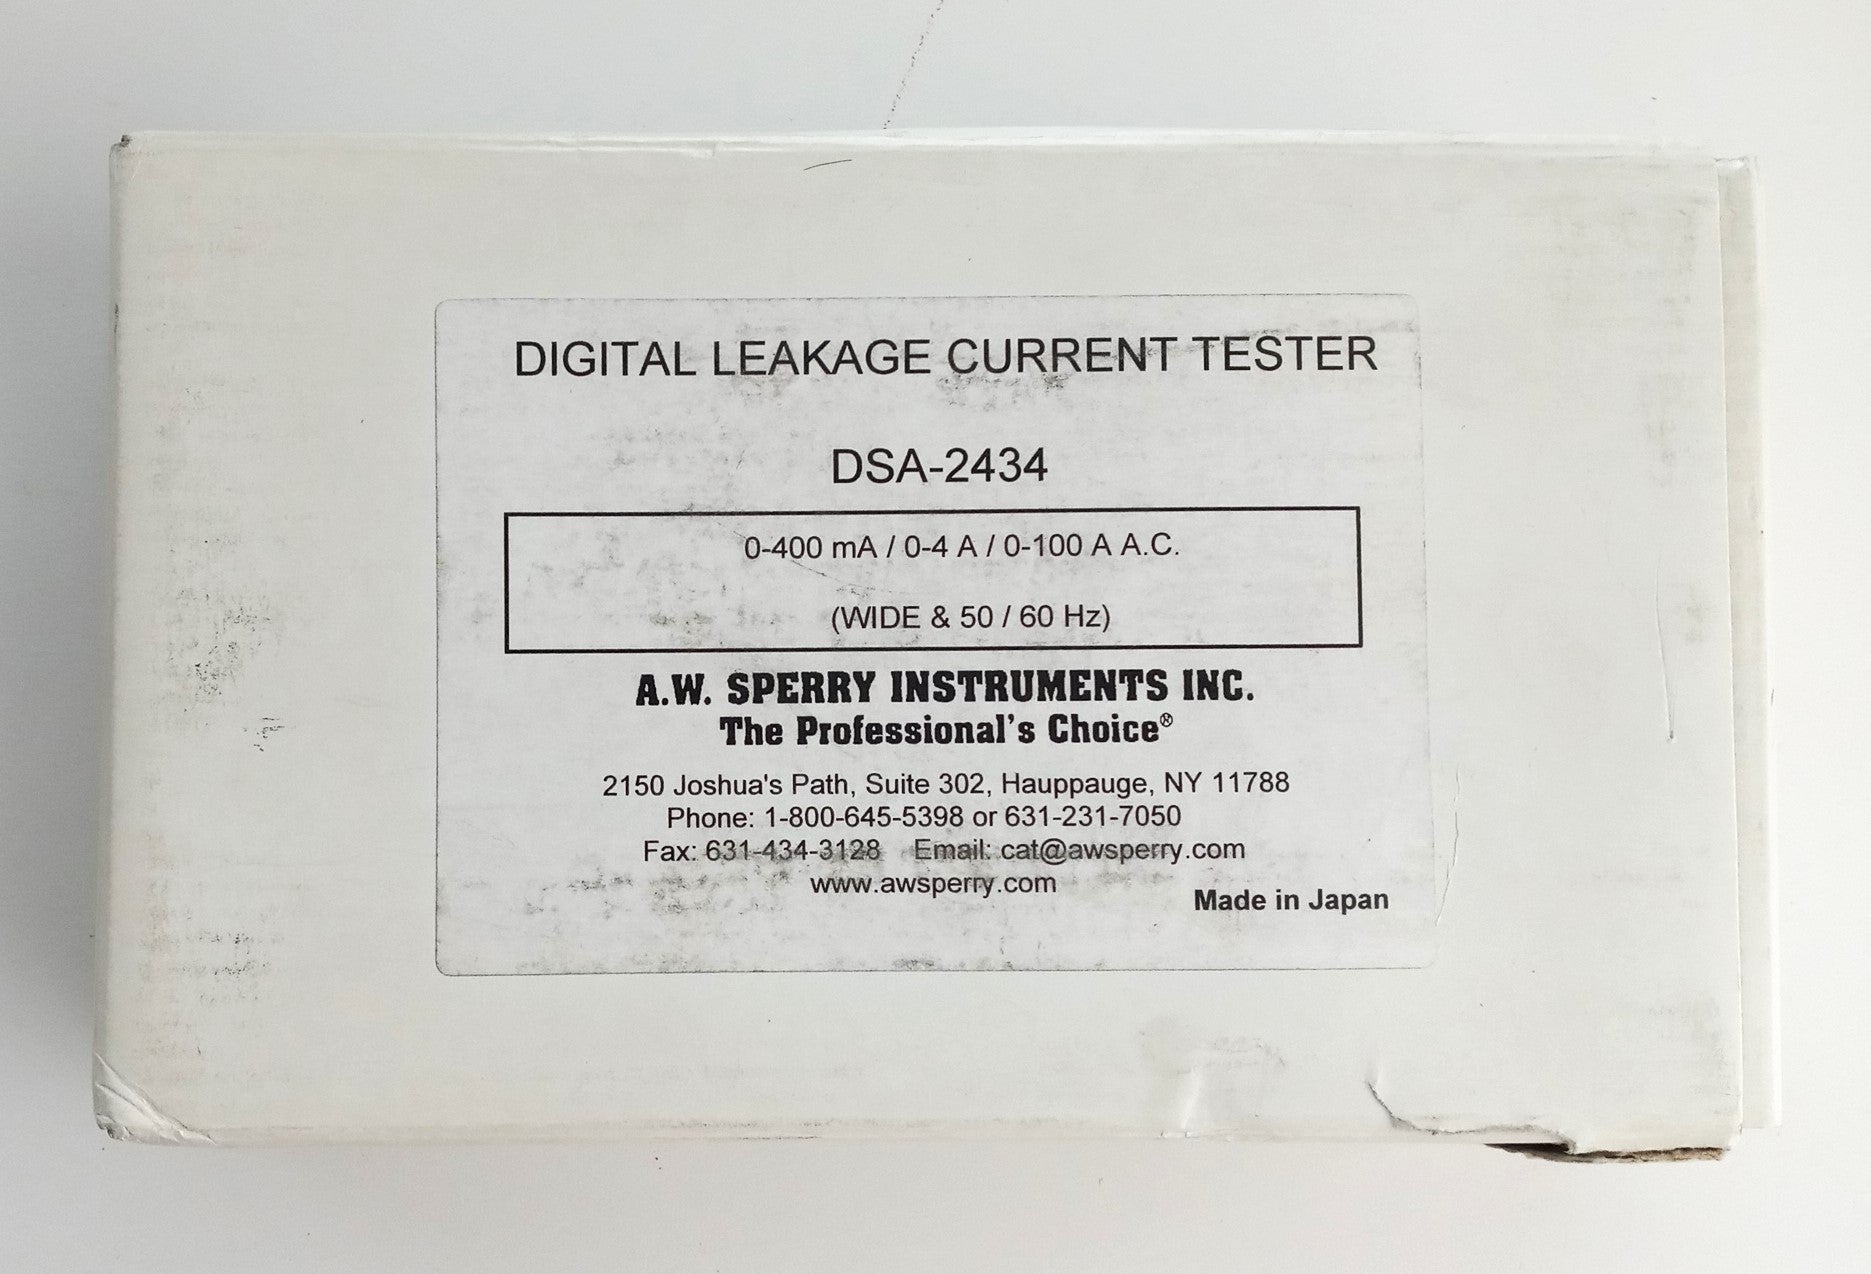 DIGITAL LEAKAGE CURRENT TESTER
DSA-2434
0-400 mA / 0-4 A / 0-100 A A.C.
(WIDE & 50 / 60 Hz)
A.W. SPERRY INSTRUMENTS INC.
The Professional's Choice®
2150 Joshua's Path, Suite 302, Hauppauge, NY 11788
Phone: 1-800-645-5398 or 631-231-7050
Fax: 631-434-3128 Email: cat@awsperry.com
www.awsperry.com
Made in Japan